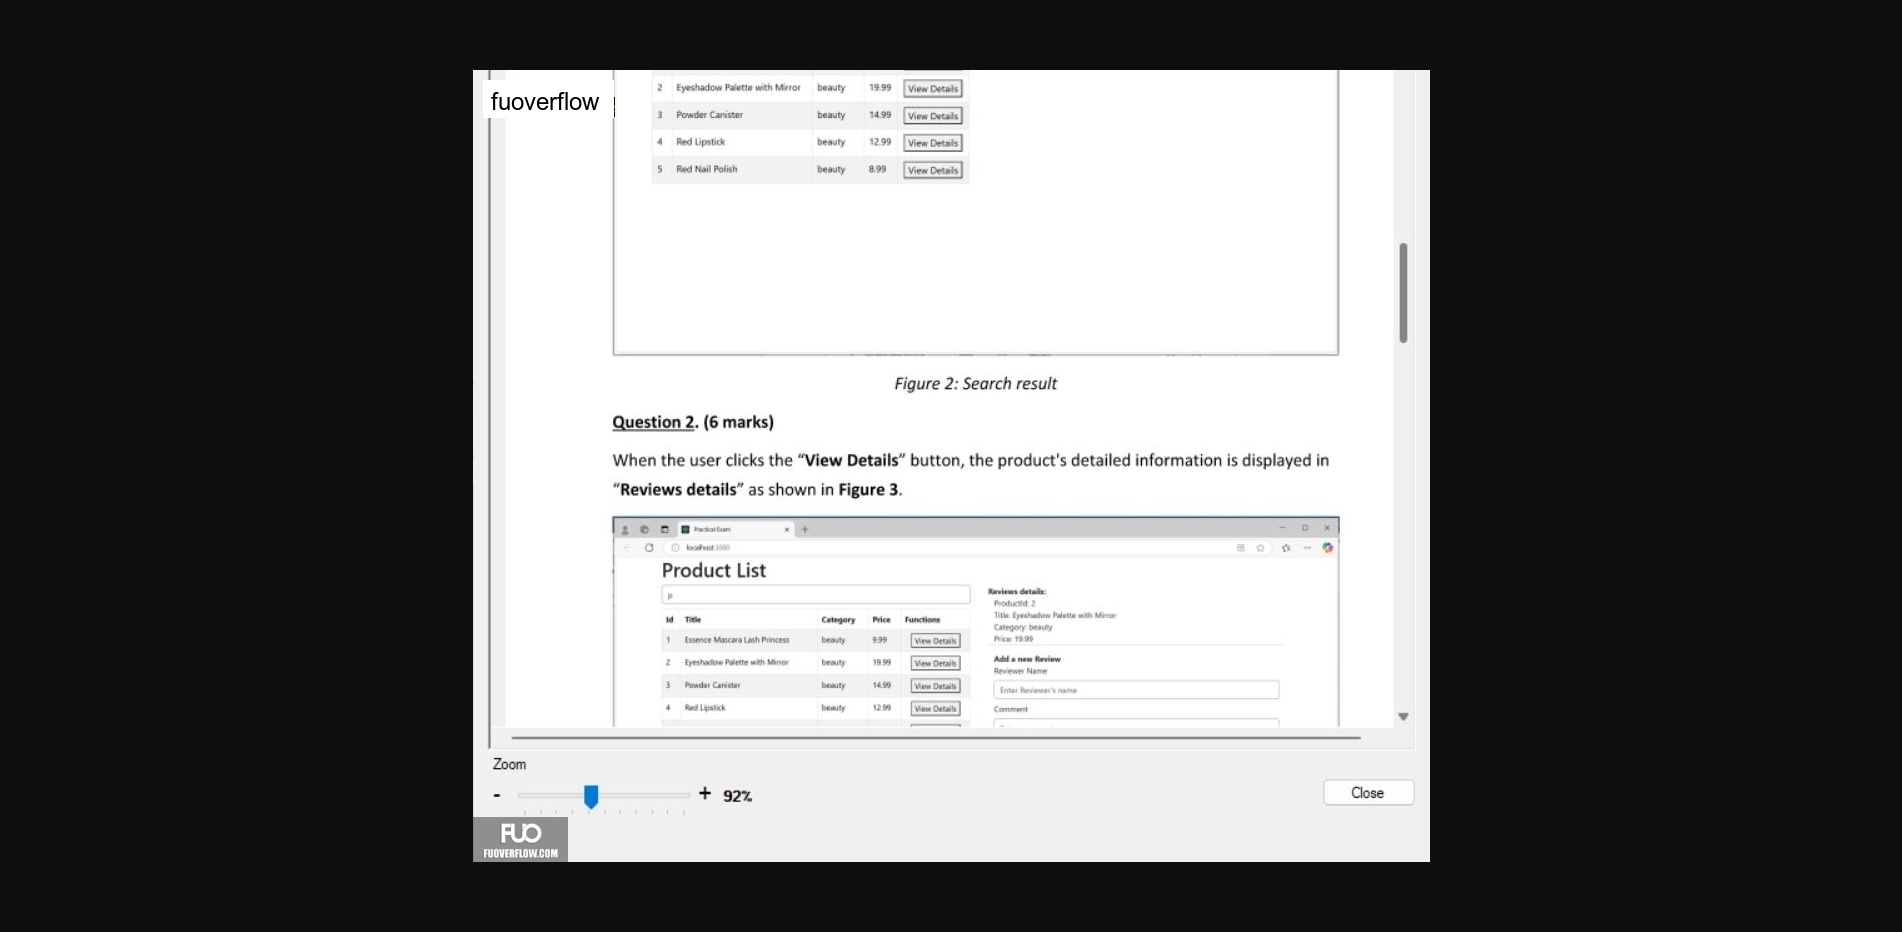 fuoverflow
2 Eyeshadow Palette with Mirror beauty 19.99 View Details
3 Powder Canister beauty 14.99 View Details
4 Red Lipstick beauty 12.99 View Details
5 Red Nail Polish beauty 8.99 View Details
Figure 2: Search result
Question 2. (6 marks)
When the user clicks the “View Details” button, the product's detailed information is displayed in
“Reviews details” as shown in Figure 3.
Practical Exam
localhost:3000
Product List
p
Id Title Category Price Functions
1 Essence Mascara Lash Princess beauty 9.99 View Details
2 Eyeshadow Palette with Mirror beauty 19.99 View Details
3 Powder Canister beauty 14.99 View Details
4 Red Lipstick beauty 12.99 View Details
Reviews details:
ProductId: 2
Title: Eyeshadow Palette with Mirror
Category: beauty
Price: 19.99
Add a new Review
Reviewer Name
Enter Reviewer's name
Comment
Zoom
- + 92%
Close
FUO
FUOVERFLOW.COM